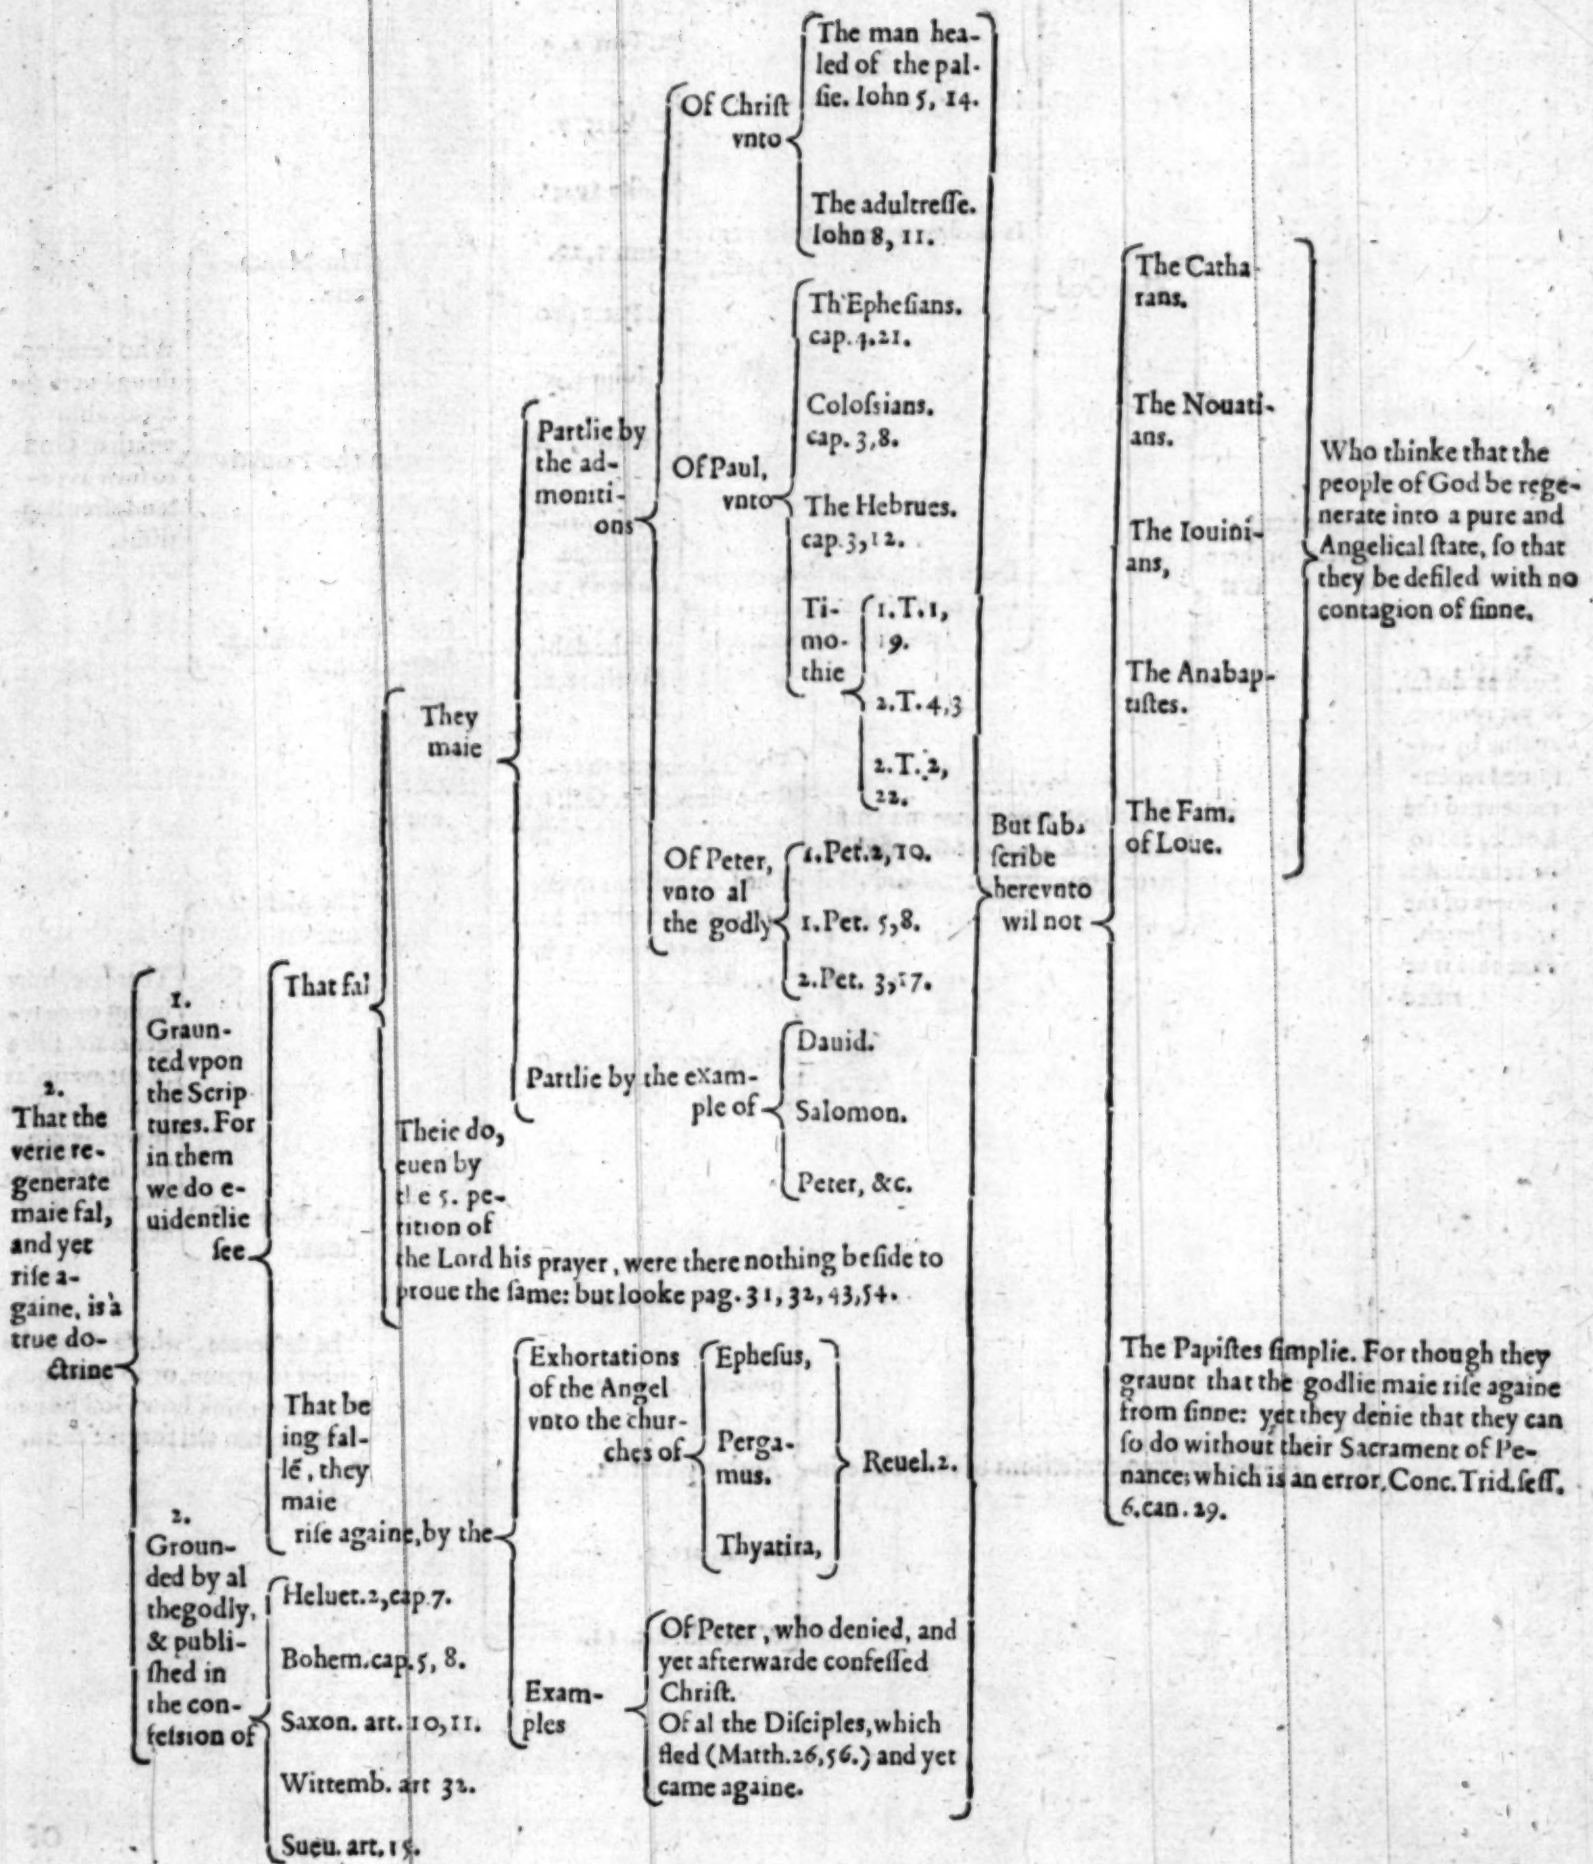 2.
That the
verie re-
generate
maie fal,
and yet
rise a-
gaine, is a
true do-
ctrine
1.
Graun-
ted vpon
the Scrip
tures. For
in them
we do e-
uidentlie
see
That fal
They
maie
Partlie by
the ad-
moniti-
ons
Of Christ
vnto
The man hea-
led of the pal-
sie. Iohn 5, 14.
The adultresse.
Iohn 8, 11.
Of Paul,
vnto
Th'Ephesians.
cap. 4.21.
Colossians.
cap. 3,8.
The Hebrues.
cap. 3,12.
Ti-
mo-
thie
1.T.1,
19.
2.T.4,3
2.T.2,
22.
Of Peter,
vnto al
the godly
1.Pet.2,10.
1.Pet. 5,8.
2.Pet. 3,17.
Partlie by the exam-
ple of
Dauid.
Salomon.
Peter, &c.
Theie do,
euen by
the 5. pe-
tition of
the Lord his prayer, were there nothing beside to
proue the same: but looke pag. 31, 32, 43, 54.
That be
ing fal-
lē, they
maie
rise againe, by the
Exhortations
of the Angel
vnto the chur-
ches of
Ephesus,
Perga-
mus.
Thyatira,
Reuel.2.
Exam-
ples
Of Peter, who denied, and
yet afterwarde confessed
Christ.
Of al the Disciples, which
fled (Matth.26,56.) and yet
came againe.
2.
Groun-
ded by al
thegodly,
& publi-
shed in
the con-
fession of
Heluet.2,cap 7.
Bohem.cap.5, 8.
Saxon. art. 10, 11.
Wittemb. art 32.
Sueu. art. 15.
But sub-
scribe
herevnto
wil not
The Catha-
rans.
The Nouati-
ans.
The Iouini-
ans,
The Anabap-
tistes.
The Fam.
of Loue.
Who thinke that the
people of God be rege-
nerate into a pure and
Angelical state, so that
they be defiled with no
contagion of sinne.
The Papistes simplie. For though they
graunt that the godlie maie rise againe
from sinne: yet they denie that they can
so do without their Sacrament of Pe-
nance; which is an error. Conc. Trid. sess.
6. can. 29.